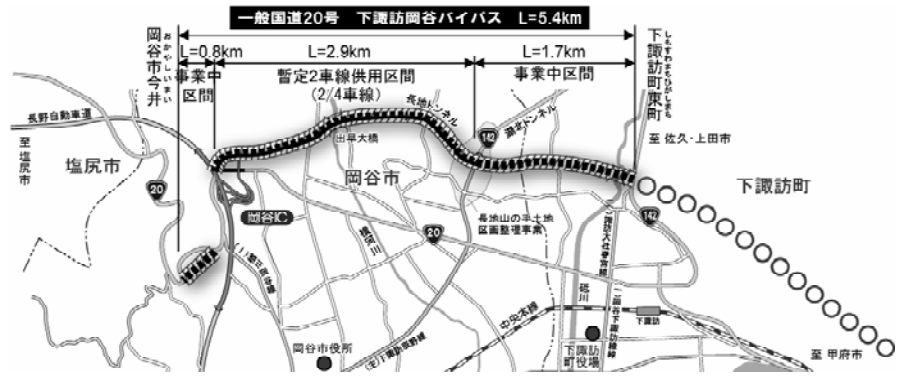 一般国道20号　下諏訪岡谷バイパス　L=5.4km
L=0.8km
L=2.9km
L=1.7km
事業中
区間
暫定2車線供用区間
（2/4車線）
事業中区間
岡谷市今井
おかやしいまい
下諏訪町東町
しもすわまちひがしまち
長野自動車道
至 塩尻市
塩尻市
20
岡谷IC
出早大橋
長地トンネル
岡谷市
142
湖北トンネル
至 佐久・上田市
下諏訪町
142
長地山の手土地
区画整理事業
20
横河川
砥川
中央本線
下諏訪
岡谷市役所
下諏訪
町役場
至 甲府市